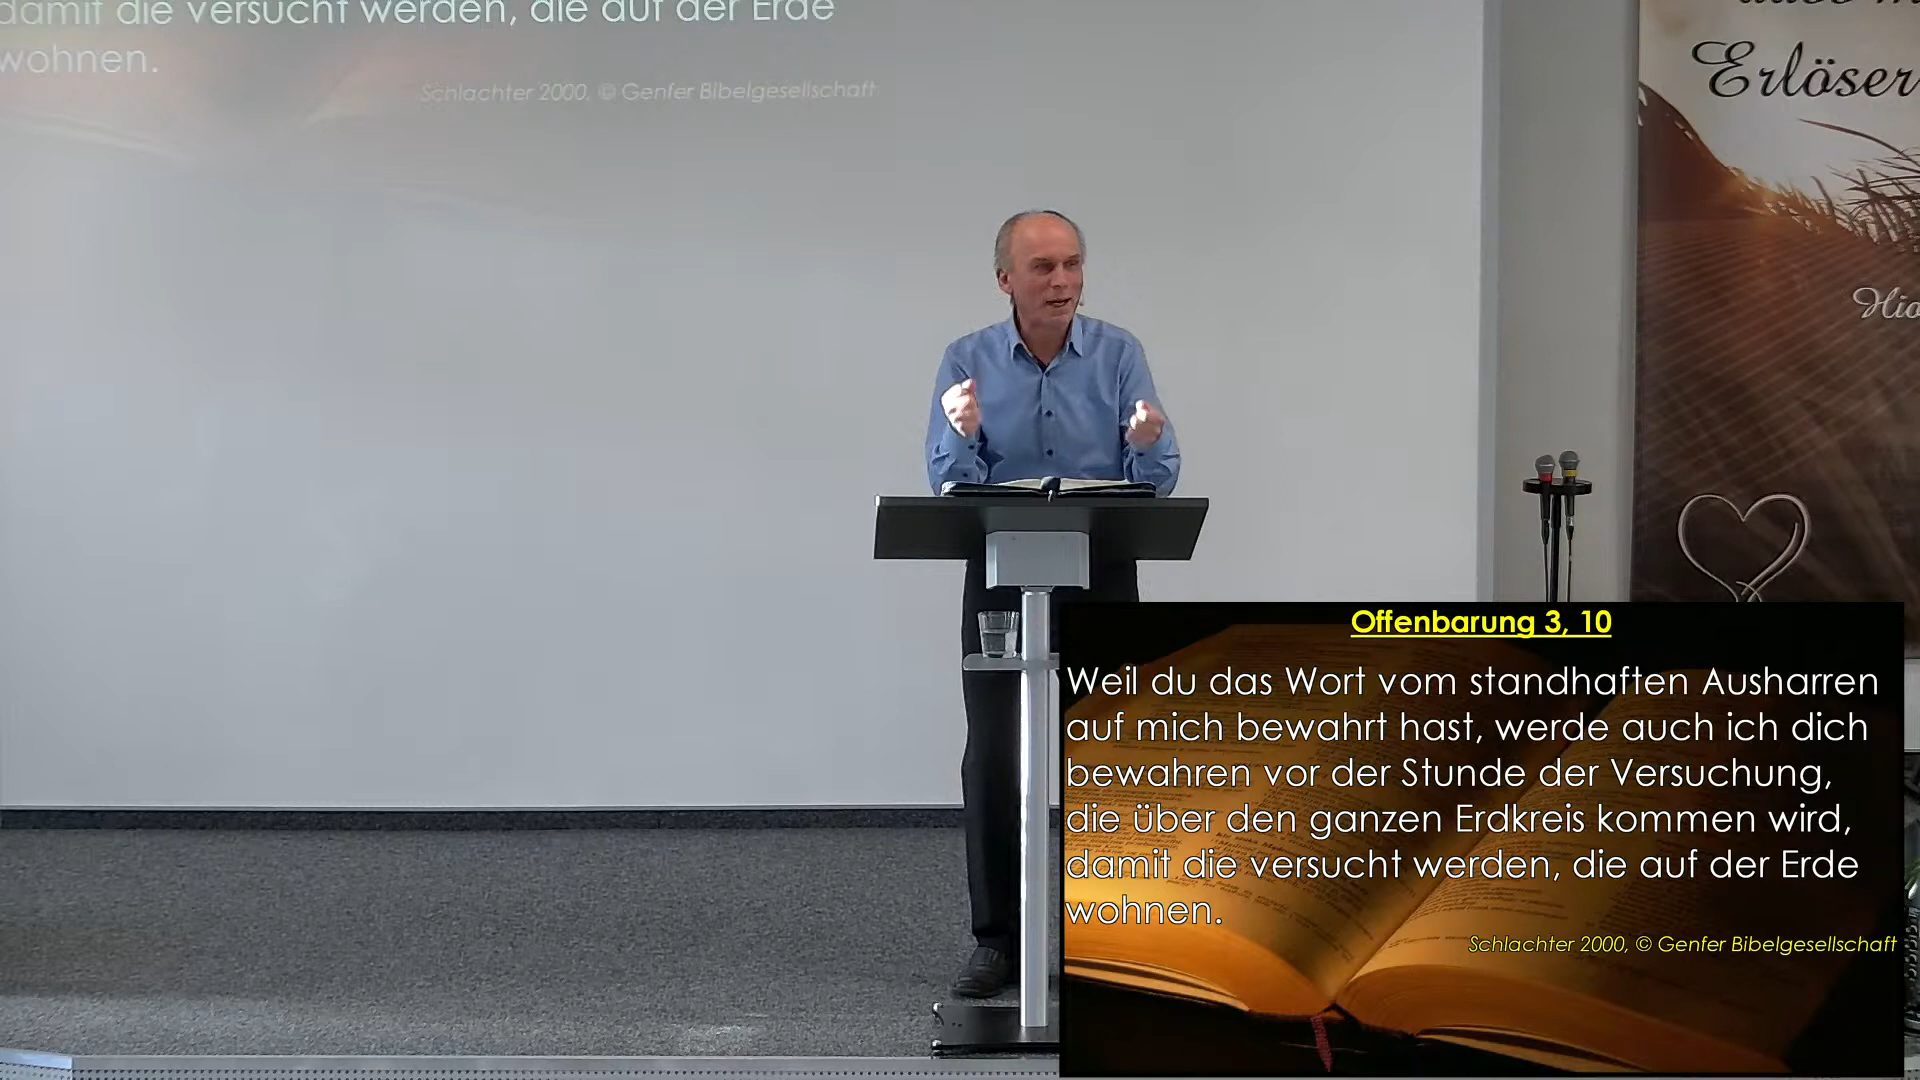 damit die versucht werden, die auf der Erde
wohnen.
Schlachter 2000, © Genfer Bibelgesellschaft
Erlöser
Offenbarung 3, 10
Weil du das Wort vom standhaften Ausharren
auf mich bewahrt hast, werde auch ich dich
bewahren vor der Stunde der Versuchung,
die über den ganzen Erdkreis kommen wird,
damit die versucht werden, die auf der Erde
wohnen.
Schlachter 2000, © Genfer Bibelgesellschaft